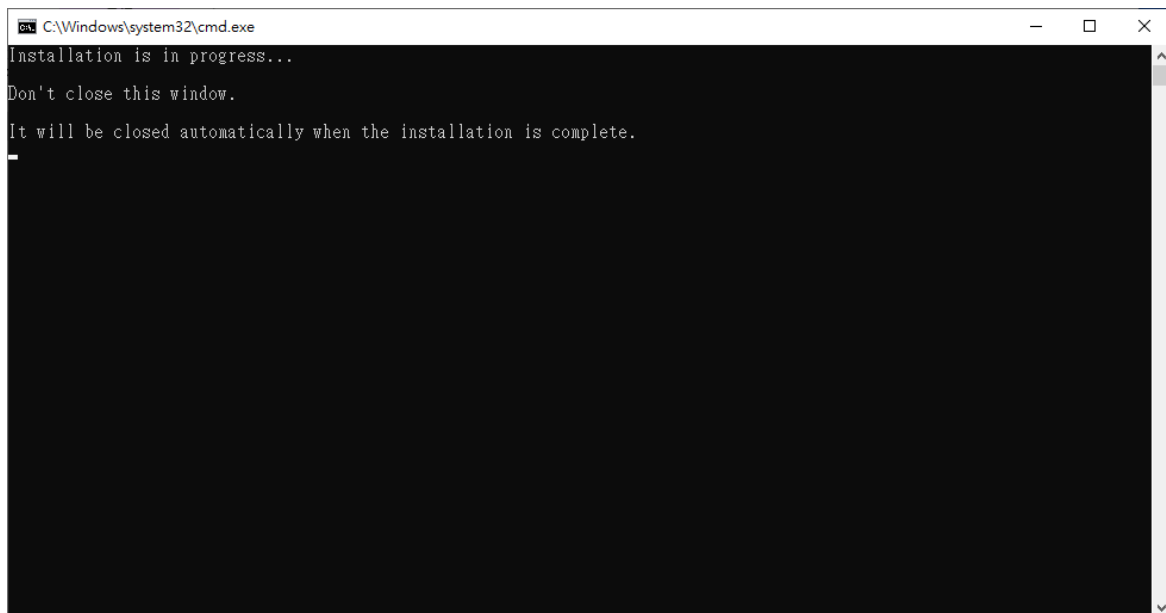 C:\Windows\system32\cmd.exe
Installation is in progress...
Don't close this window.
It will be closed automatically when the installation is complete.